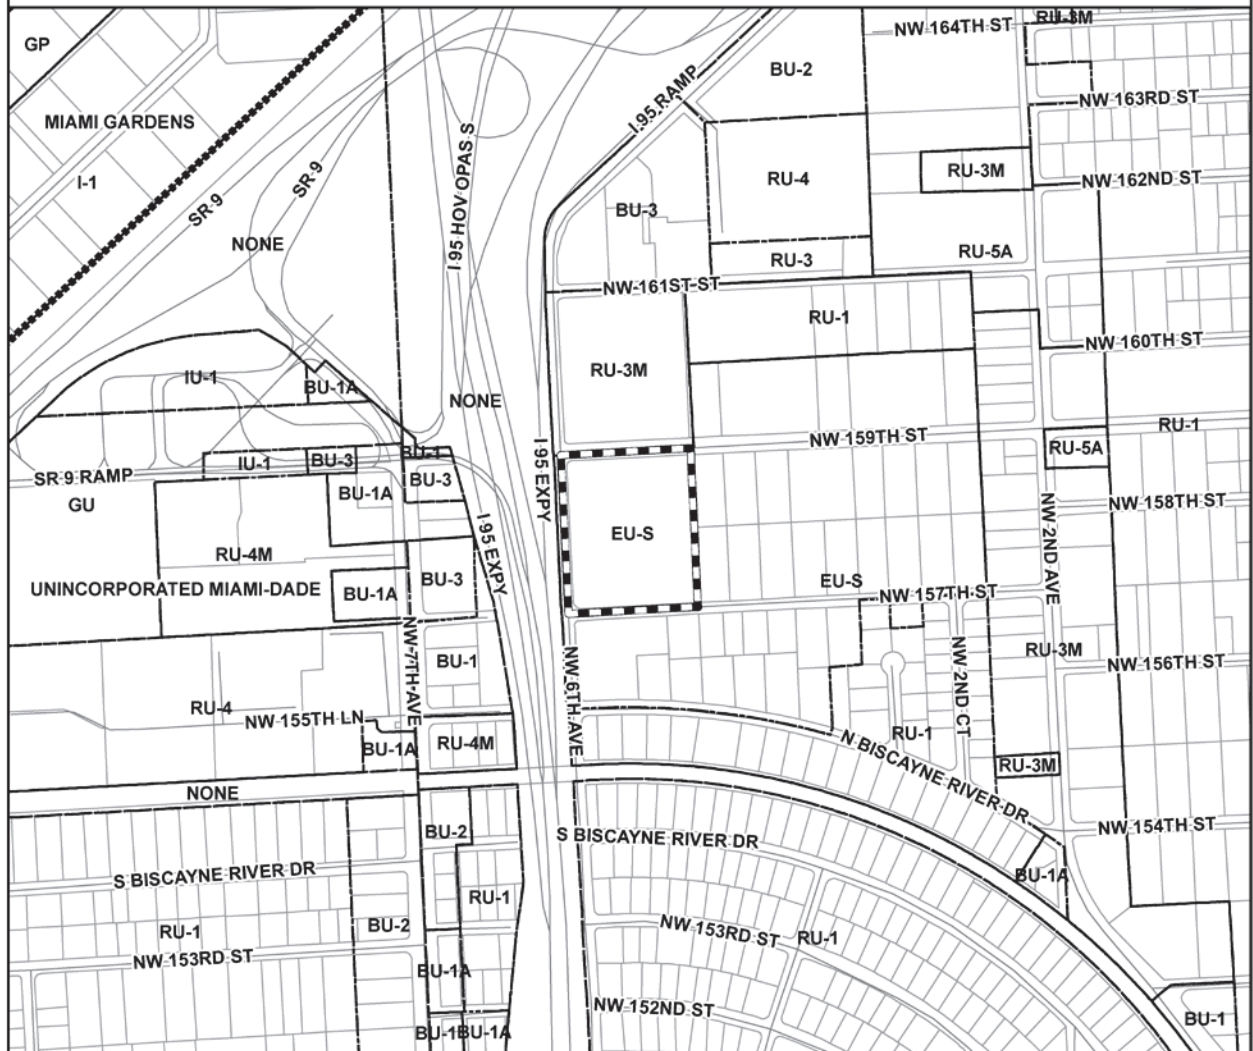 RU-3M
NW 164TH ST
GP
BU-2
I 95 RAMP
NW 163RD ST
MIAMI GARDENS
I 95 HOV OPAS S
SR-9
RU-4
RU-3M
NW 162ND ST
I-1
SR-9
BU-3
NONE
RU-3
RU-5A
NW 161ST ST
RU-1
NW 160TH ST
RU-3M
IU-1
BU-1A
NONE
NW 159TH ST
RU-1
RU-5A
BU-1
IU-1
BU-3
SR 9 RAMP
BU-3
I 95 EXPY
BU-1A
GU
NW 158TH ST
EU-S
I 95 EXPY
NW 2ND AVE
RU-4M
BU-3
EU-S
UNINCORPORATED MIAMI-DADE
BU-1A
NW 157TH ST
NW 7TH AVE
BU-1
NW 6TH AVE
NW 2ND CT
RU-3M
NW 156TH ST
RU-4
NW 155TH LN
BU-1A
RU-4M
RU-1
N BISCAYNE RIVER DR
RU-3M
NONE
BU-2
S BISCAYNE RIVER DR
NW 154TH ST
S BISCAYNE RIVER DR
BU-1A
RU-1
RU-1
BU-2
NW 153RD ST
RU-1
NW 153RD ST
BU-1A
NW 152ND ST
BU-1
BU-1A
BU-1